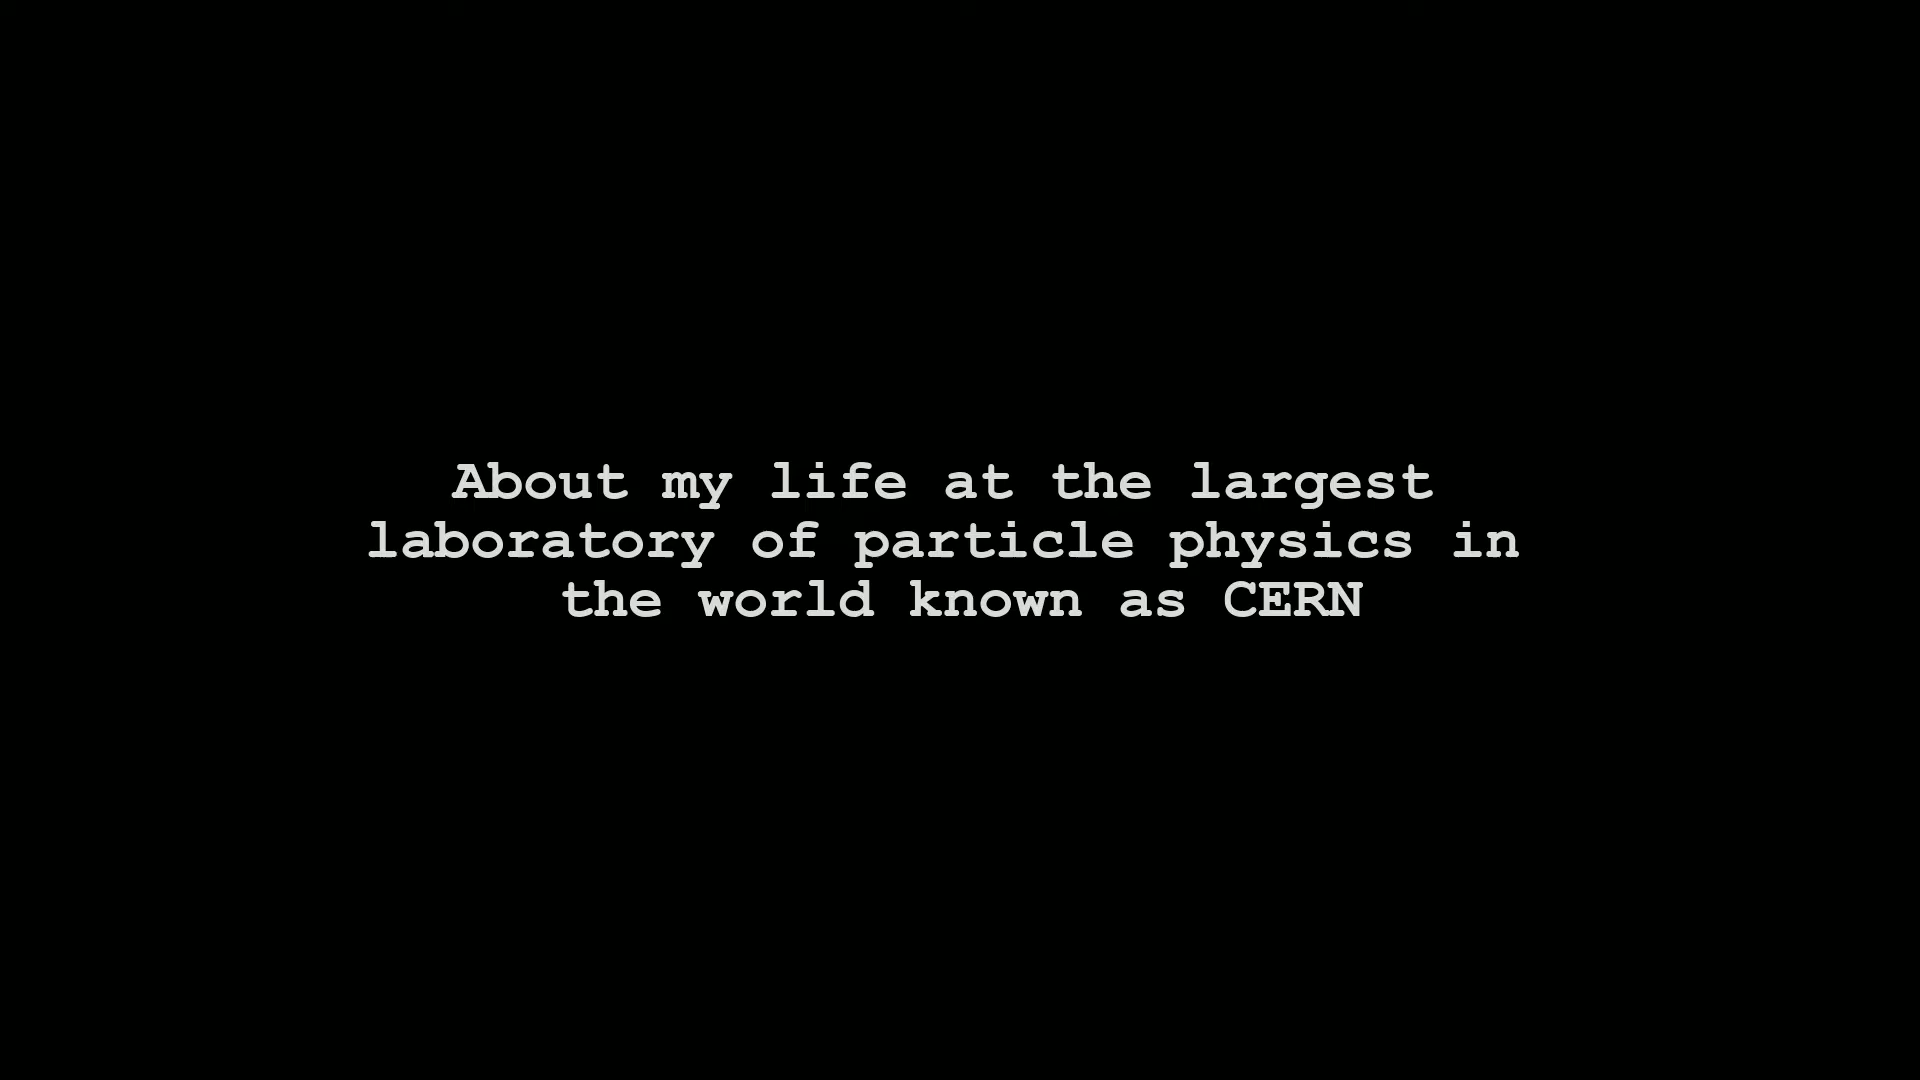 About my life at the largest
laboratory of particle physics in
the world known as CERN